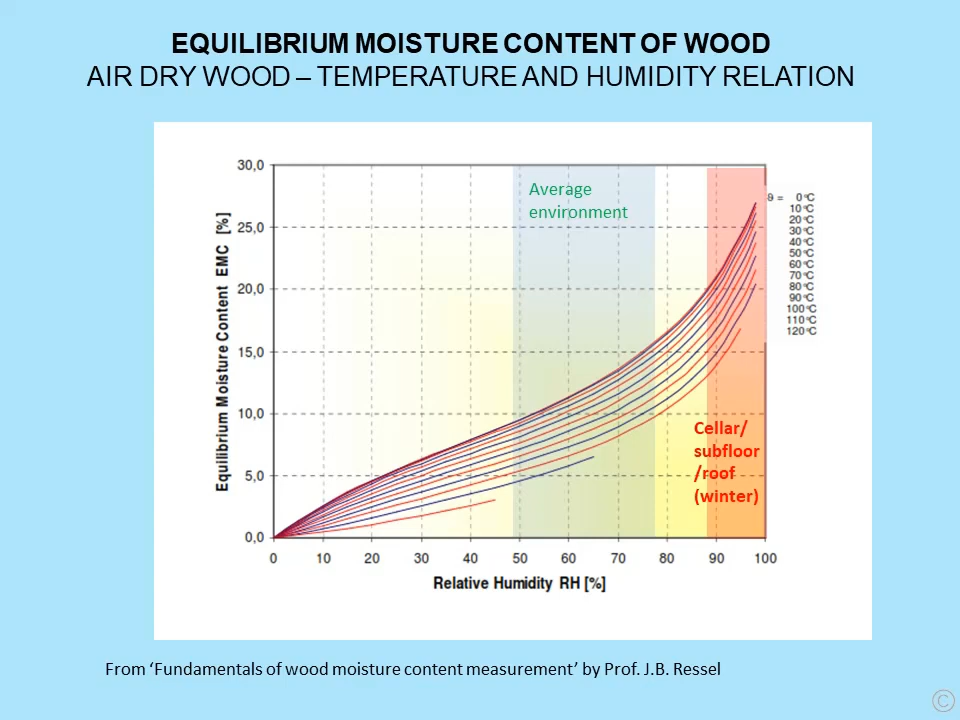 EQUILIBRIUM MOISTURE CONTENT OF WOOD
AIR DRY WOOD – TEMPERATURE AND HUMIDITY RELATION
Equilibrium Moisture Content EMC [%]
30,0
25,0
20,0
15,0
10,0
5,0
0,0
Average
environment
ϑ = 0°C
10°C
20°C
30°C
40°C
50°C
60°C
70°C
80°C
90°C
100°C
110°C
120°C
Cellar/
subfloor
/roof
(winter)
0 10 20 30 40 50 60 70 80 90 100
Relative Humidity RH [%]
From ‘Fundamentals of wood moisture content measurement’ by Prof. J.B. Ressel
©